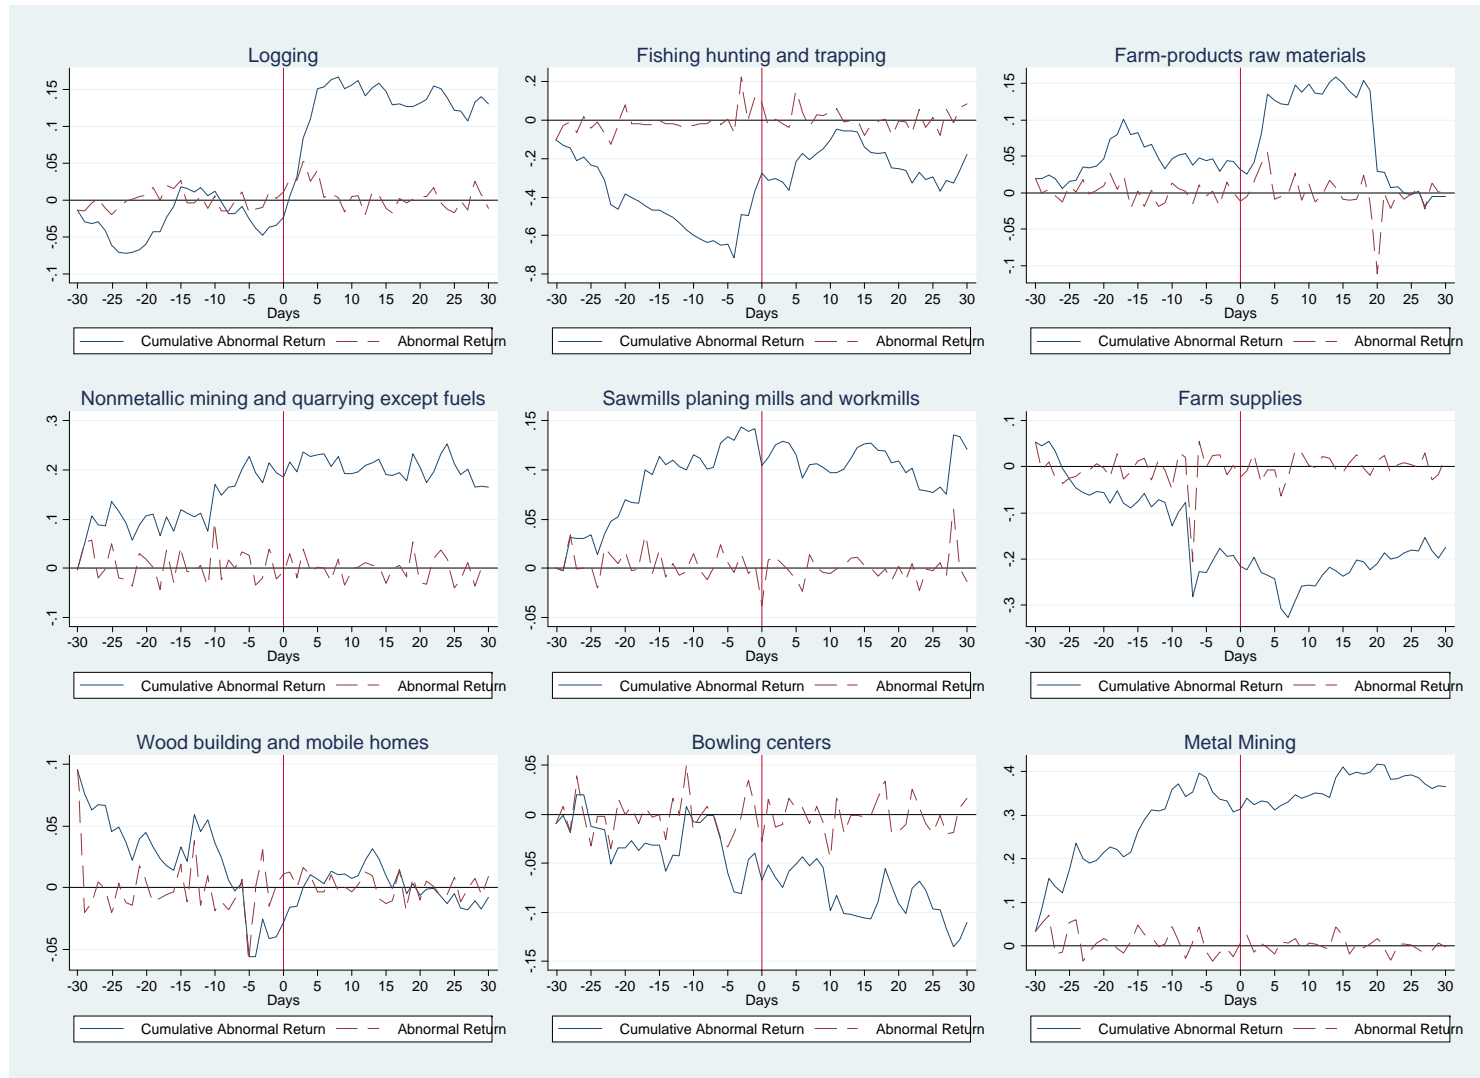 Logging
.15
.1
.05
0
-.05
-.1
-30 -25 -20 -15 -10 -5 0 5 10 15 20 25 30
Days
Cumulative Abnormal Return Abnormal Return
Fishing hunting and trapping
.2
0
-.2
-.4
-.6
-.8
-30 -25 -20 -15 -10 -5 0 5 10 15 20 25 30
Days
Cumulative Abnormal Return Abnormal Return
Farm-products raw materials
.15
.1
.05
0
-.05
-.1
-30 -25 -20 -15 -10 -5 0 5 10 15 20 25 30
Days
Cumulative Abnormal Return Abnormal Return
Nonmetallic mining and quarrying except fuels
.3
.2
.1
0
-.1
-30 -25 -20 -15 -10 -5 0 5 10 15 20 25 30
Days
Cumulative Abnormal Return Abnormal Return
Sawmills planing mills and workmills
.15
.1
.05
0
-.05
-30 -25 -20 -15 -10 -5 0 5 10 15 20 25 30
Days
Cumulative Abnormal Return Abnormal Return
Farm supplies
.1
0
-.1
-.2
-.3
-30 -25 -20 -15 -10 -5 0 5 10 15 20 25 30
Days
Cumulative Abnormal Return Abnormal Return
Wood building and mobile homes
.1
.05
0
-.05
-30 -25 -20 -15 -10 -5 0 5 10 15 20 25 30
Days
Cumulative Abnormal Return Abnormal Return
Bowling centers
.05
0
-.05
-.1
-.15
-30 -25 -20 -15 -10 -5 0 5 10 15 20 25 30
Days
Cumulative Abnormal Return Abnormal Return
Metal Mining
.4
.3
.2
.1
0
-30 -25 -20 -15 -10 -5 0 5 10 15 20 25 30
Days
Cumulative Abnormal Return Abnormal Return